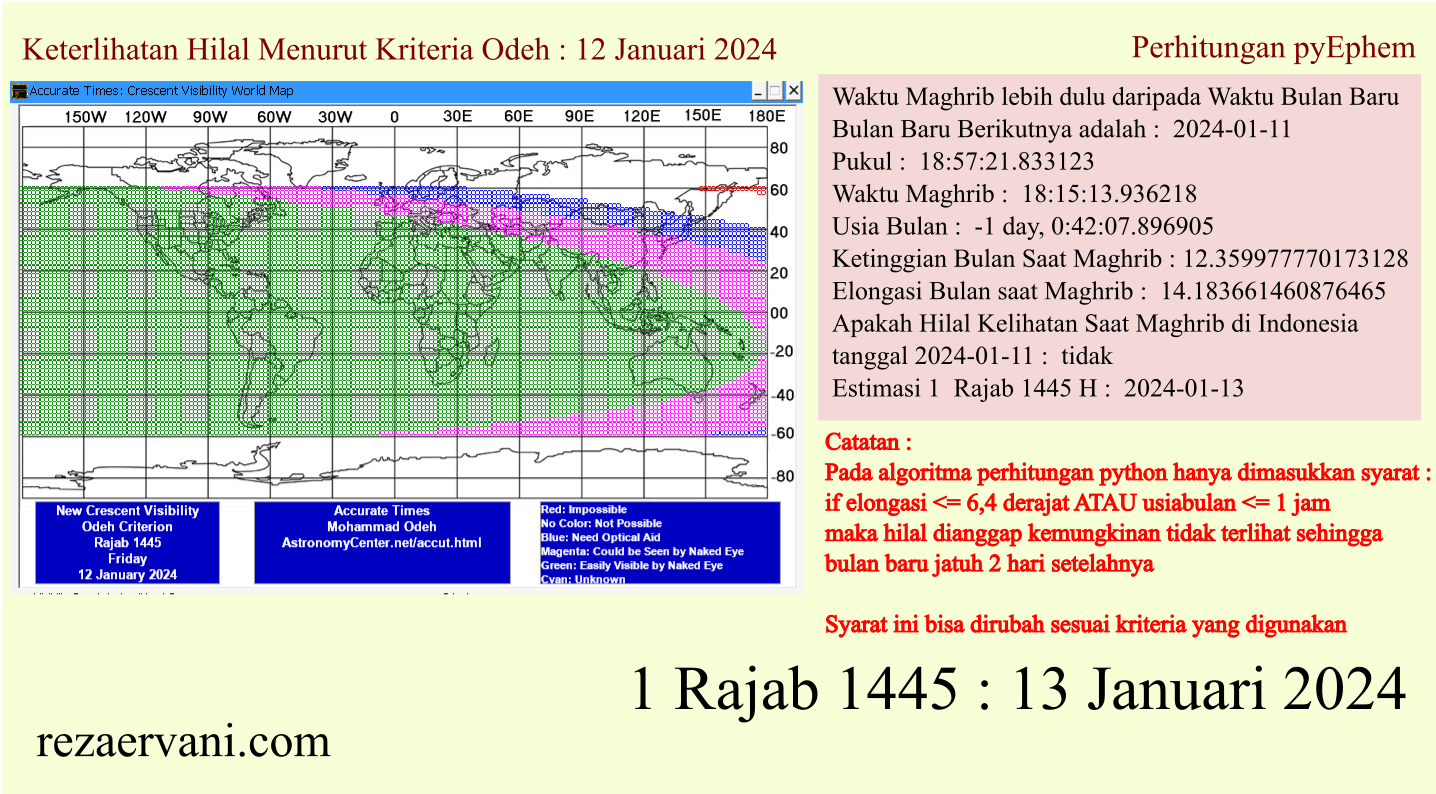 Keterlihatan Hilal Menurut Kriteria Odeh : 12 Januari 2024
Accurate Times: Crescent Visibility World Map
150W 120W 90W 60W 30W 0 30E 60E 90E 120E 150E 180E
80
60
40
20
00
-20
-40
-60
-80
New Crescent Visibility
Odeh Criterion
Rajab 1445
Friday
12 January 2024
Accurate Times
Mohammad Odeh
AstronomyCenter.net/accut.html
Red: Impossible
No Color: Not Possible
Blue: Need Optical Aid
Magenta: Could be Seen by Naked Eye
Green: Easily Visible by Naked Eye
Cyan: Unknown
Perhitungan pyEphem
Waktu Maghrib lebih dulu daripada Waktu Bulan Baru
Bulan Baru Berikutnya adalah : 2024-01-11
Pukul : 18:57:21.833123
Waktu Maghrib : 18:15:13.936218
Usia Bulan : -1 day, 0:42:07.896905
Ketinggian Bulan Saat Maghrib : 12.359977770173128
Elongasi Bulan saat Maghrib : 14.183661460876465
Apakah Hilal Kelihatan Saat Maghrib di Indonesia
tanggal 2024-01-11 : tidak
Estimasi 1 Rajab 1445 H : 2024-01-13
Catatan :
Pada algoritma perhitungan python hanya dimasukkan syarat :
if elongasi <= 6,4 derajat ATAU usiabulan <= 1 jam
maka hilal dianggap kemungkinan tidak terlihat sehingga
bulan baru jatuh 2 hari setelahnya
Syarat ini bisa dirubah sesuai kriteria yang digunakan
1 Rajab 1445 : 13 Januari 2024
rezaervani.com